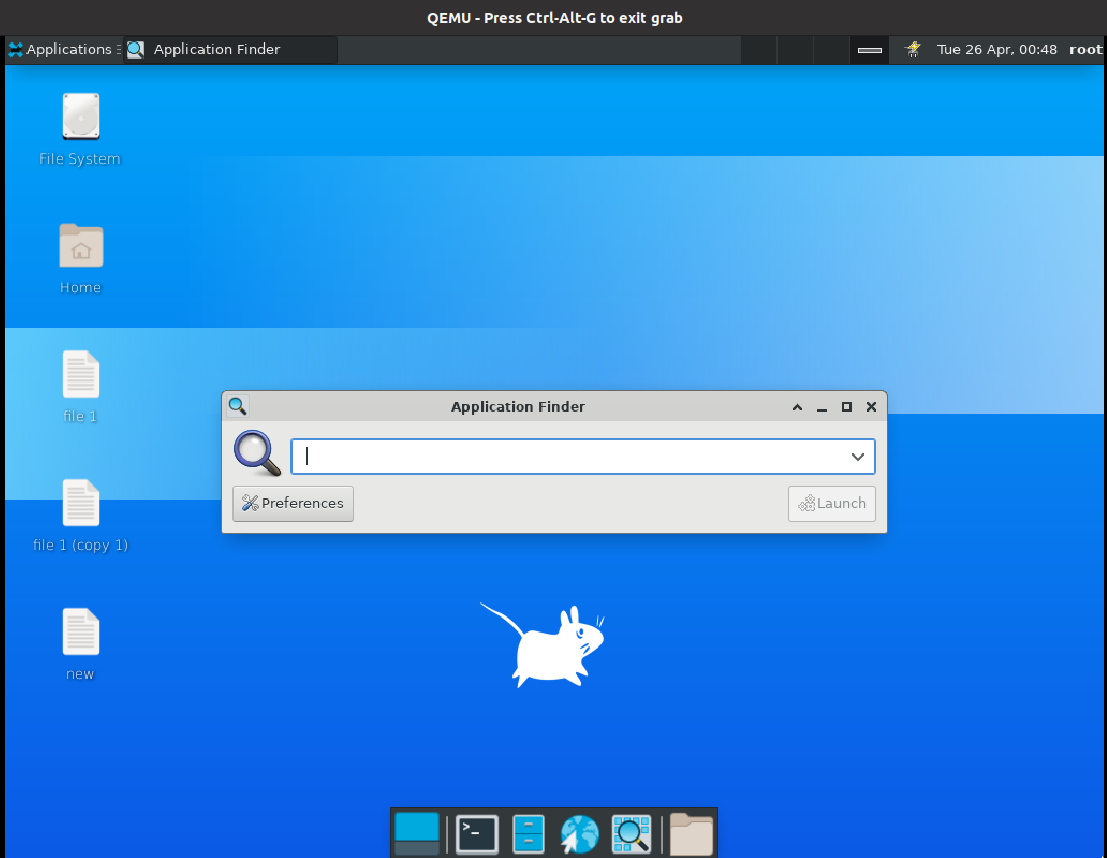 QEMU - Press Ctrl-Alt-G to exit grab
Applications
Application Finder
Tue 26 Apr, 00:48
root
File System
Home
file 1
file 1 (copy 1)
new
Application Finder
Preferences
Launch
>_